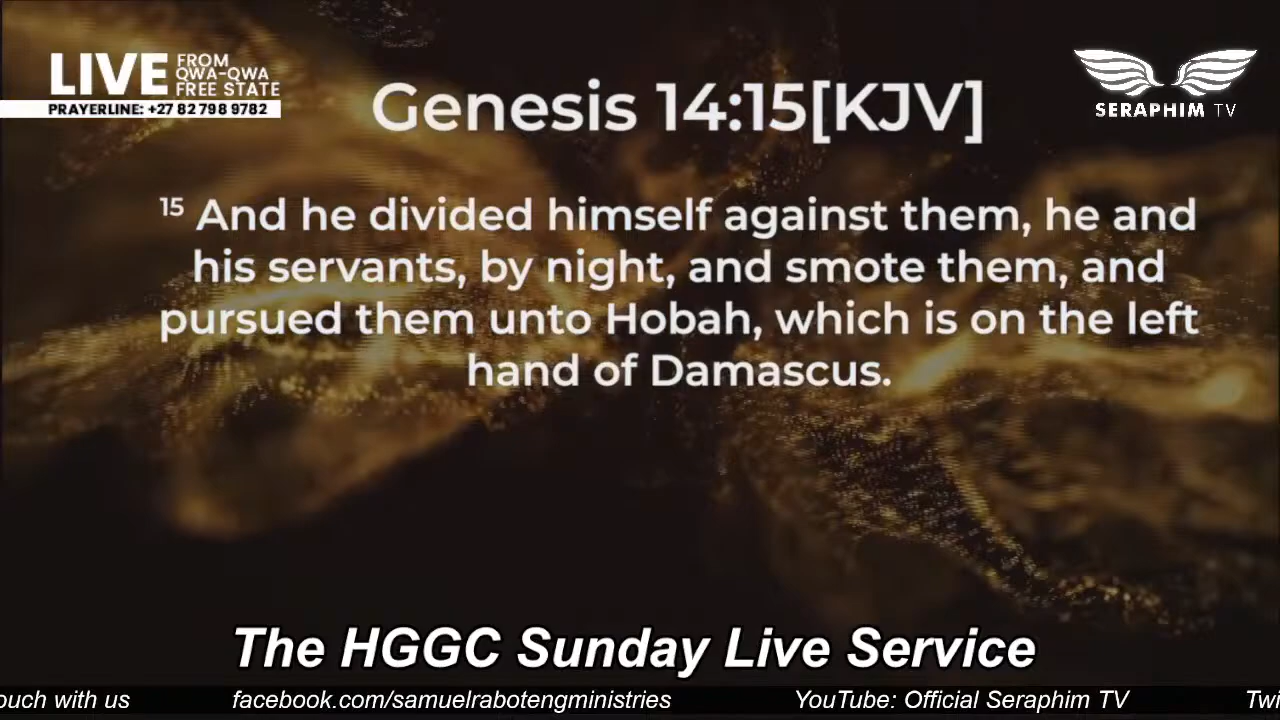 LIVE FROM
QWA-QWA
FREE STATE
PRAYERLINE: +27 82 798 9782
SERAPHIM TV
Genesis 14:15[KJV]
15 And he divided himself against them, he and
his servants, by night, and smote them, and
pursued them unto Hobah, which is on the left
hand of Damascus.
The HGGC Sunday Live Service
ouch with us facebook.com/samuelrabotengministries YouTube: Official Seraphim TV Twi